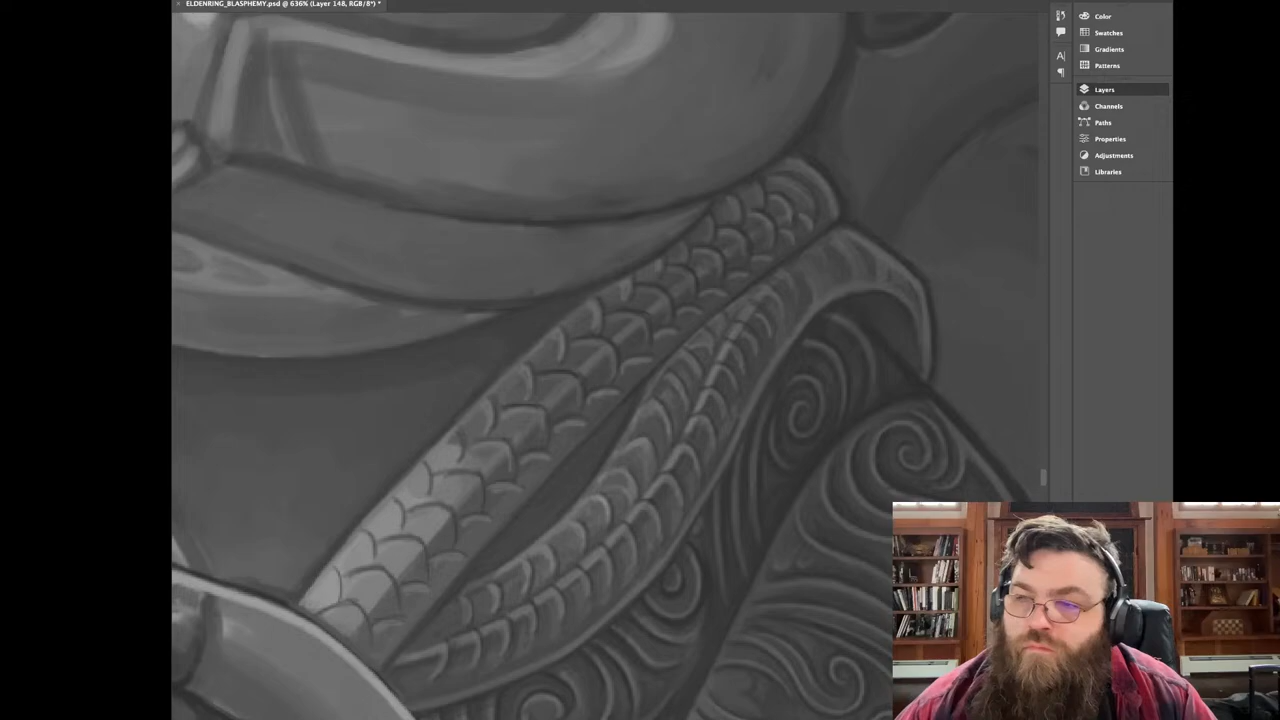 ELDENRING_BLASPHEMY.psd @ 636% (Layer 148, RGB/8*) *
Color
Swatches
Gradients
Patterns
Layers
Channels
Paths
Properties
Adjustments
Libraries